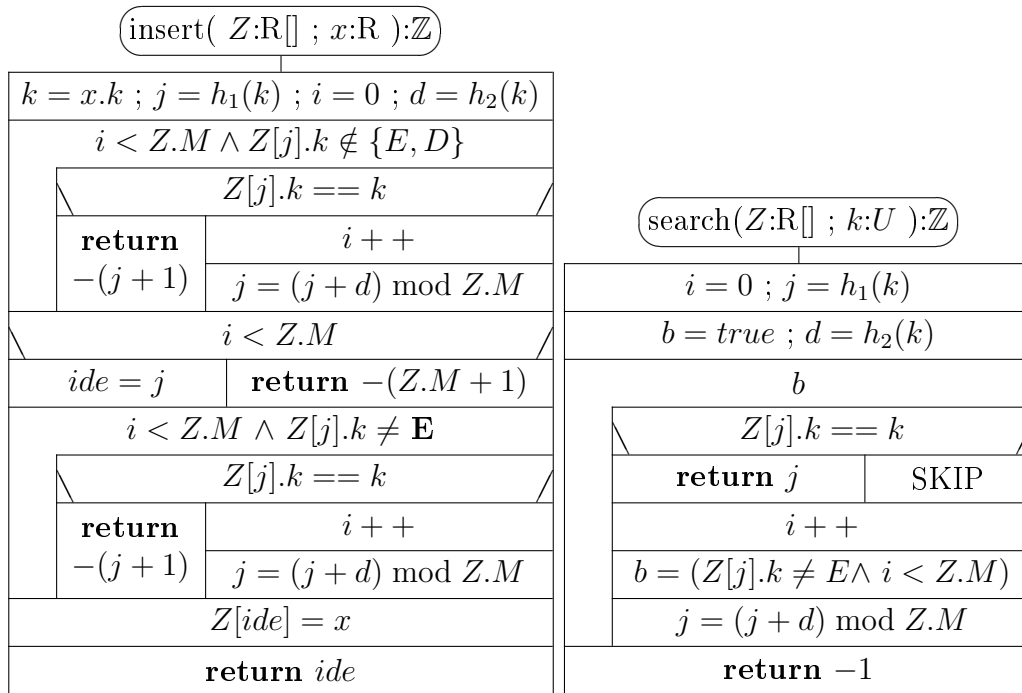 insert( Z:R[] ; x:R ):ℤ
k = x.k ; j = h₁(k) ; i = 0 ; d = h₂(k)
i < Z.M ∧ Z[j].k ∉ {E, D}
Z[j].k == k
return
−(j + 1)
i + +
j = (j + d) mod Z.M
i < Z.M
ide = j
return −(Z.M + 1)
i < Z.M ∧ Z[j].k ≠ E
Z[j].k == k
return
−(j + 1)
i + +
j = (j + d) mod Z.M
Z[ide] = x
return ide
search(Z:R[] ; k:U ):ℤ
i = 0 ; j = h₁(k)
b = true ; d = h₂(k)
b
Z[j].k == k
return j
SKIP
i + +
b = (Z[j].k ≠ E∧ i < Z.M)
j = (j + d) mod Z.M
return −1